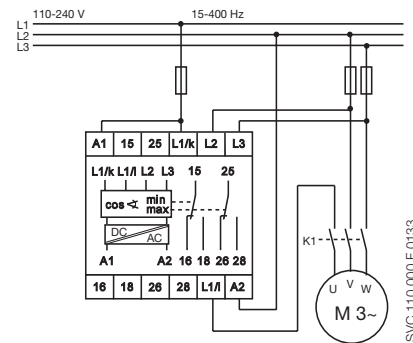 110-240 V 15-400 Hz
L1
L2
L3
A1 15 25 L1/k L2 L3
L1/k L1/l L2 L3 15 25
cos ∢ min
max
DC
AC
A1 A2 16 18 26 28
16 18 26 28 L1/l A2
K1
U V W
M 3~
SVC 110 000 F 0133